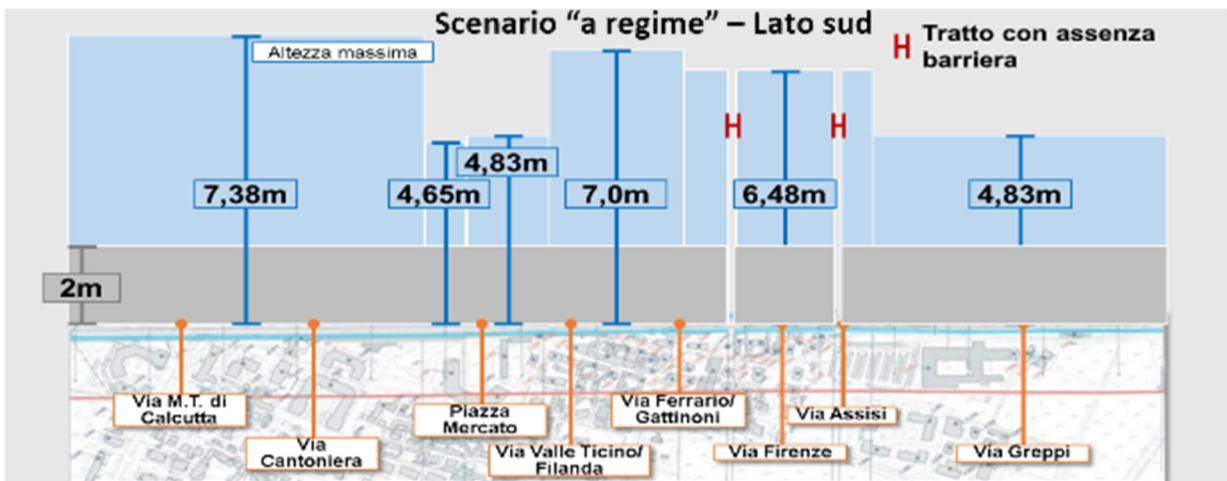 Scenario “a regime” – Lato sud
H Tratto con assenza
barriera
Altezza massima
H
H
4,83m
7,38m
4,65m
7,0m
6,48m
4,83m
2m
Via M.T. di
Calcutta
Via
Cantoniera
Piazza
Mercato
Via Valle Ticino/
Filanda
Via Ferrario/
Gattinoni
Via Firenze
Via Assisi
Via Greppi